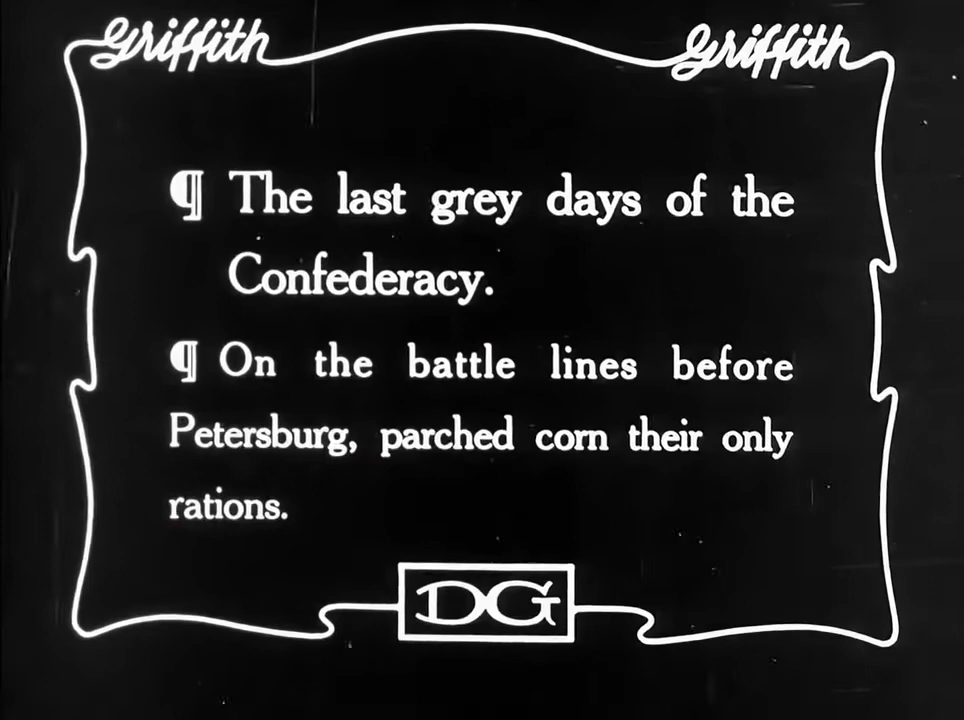 Griffith Griffith
¶ The last grey days of the
Confederacy.
¶ On the battle lines before
Petersburg, parched corn their only
rations.
DG